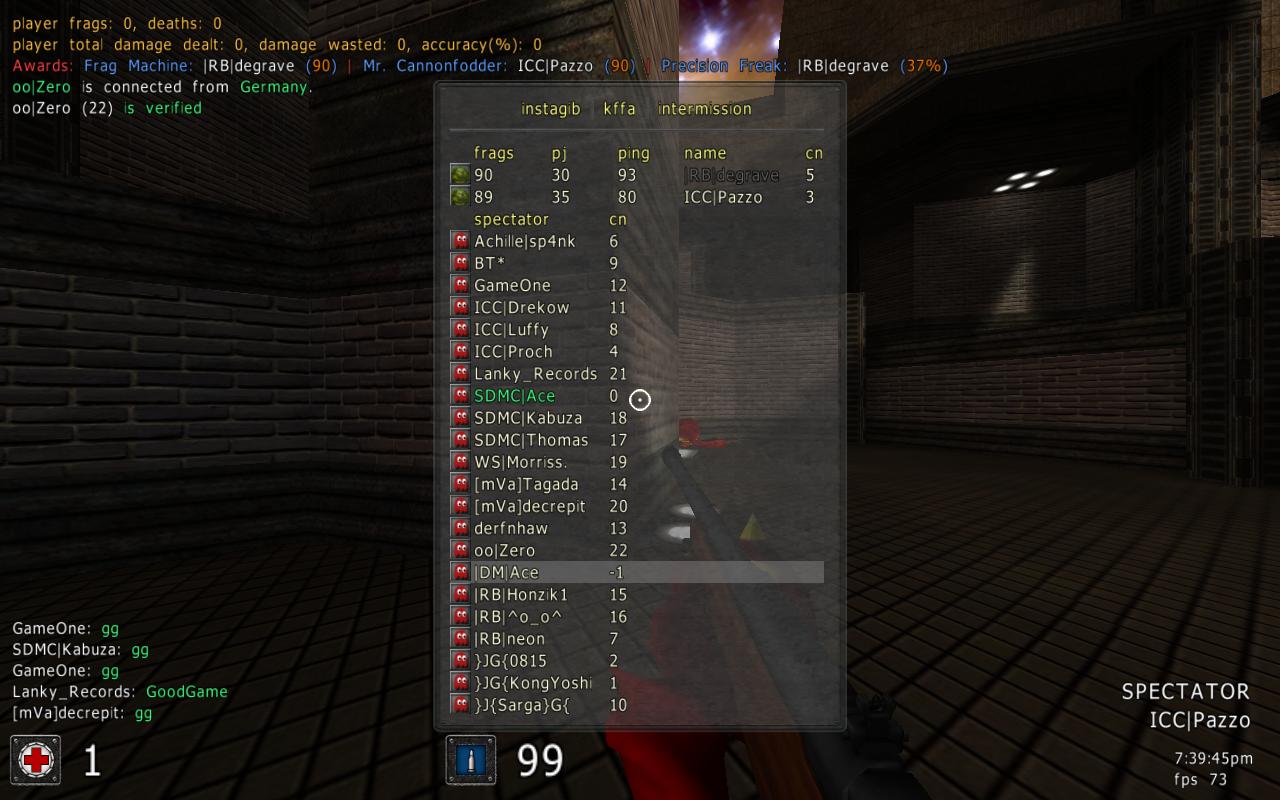 player frags: 0, deaths: 0
player total damage dealt: 0, damage wasted: 0, accuracy(%): 0
Awards: Frag Machine: |RB|degrave (90) | Mr. Cannonfodder: ICC|Pazzo (90) | Precision Freak: |RB|degrave (37%)
oo|Zero is connected from Germany.
oo|Zero (22) is verified
instagib kffa intermission
frags pj ping name cn
90 30 93 |RB|degrave 5
89 35 80 ICC|Pazzo 3
spectator cn
Achille|sp4nk 6
BT* 9
GameOne 12
ICC|Drekow 11
ICC|Luffy 8
ICC|Proch 4
Lanky_Records 21
SDMC|Ace 0
SDMC|Kabuza 18
SDMC|Thomas 17
WS|Morriss. 19
[mVa]Tagada 14
[mVa]decrepit 20
derfnhaw 13
oo|Zero 22
|DM|Ace -1
|RB|Honzik1 15
|RB|^o_o^ 16
|RB|neon 7
}JG{0815 2
}JG{KongYoshi 1
}J{Sarga}G{ 10
GameOne: gg
SDMC|Kabuza: gg
GameOne: gg
Lanky_Records: GoodGame
[mVa]decrepit: gg
1
99
SPECTATOR
ICC|Pazzo
7:39:45pm
fps 73